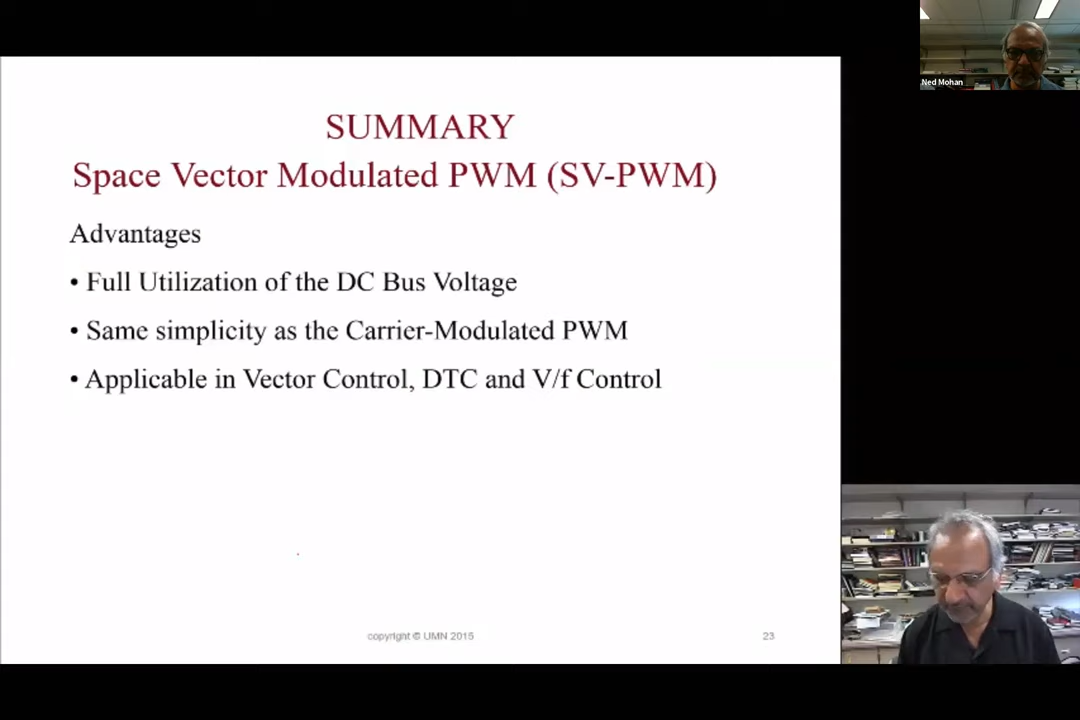 Ned Mohan
SUMMARY
Space Vector Modulated PWM (SV-PWM)
Advantages
• Full Utilization of the DC Bus Voltage
• Same simplicity as the Carrier-Modulated PWM
• Applicable in Vector Control, DTC and V/f Control
copyright © UMN 2015
23